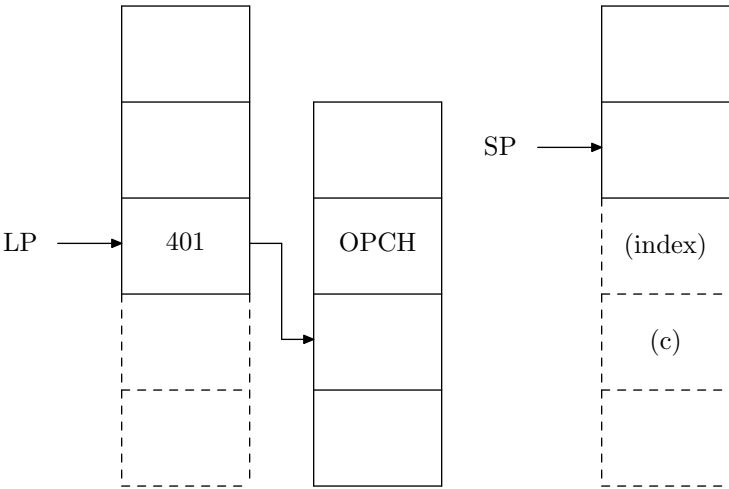 SP
LP
401
OPCH
(index)
(c)